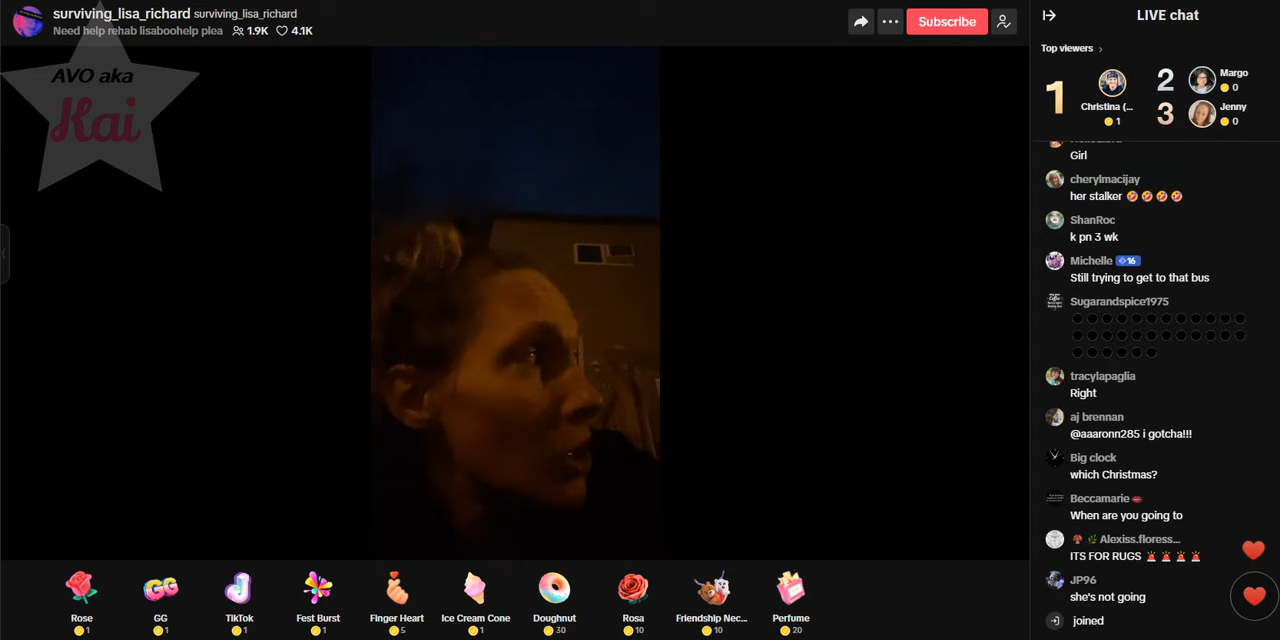 surviving_lisa_richard surviving_lisa_richard
Need help rehab lisaboohelp plea 1.9K 4.1K
Subscribe
AVO aka
Kai
LIVE chat
Top viewers
1
Christina (...
1
2
Margo
0
3
Jenny
0
Girl
cherylmacijay
her stalker 🤣 🤣 🤣 🤣
ShanRoc
k pn 3 wk
Michelle 16
Still trying to get to that bus
Sugarandspice1975
tracylapaglia
Right
aj brennan
@aaaronn285 i gotcha!!!
Big clock
which Christmas?
Beccamarie 💋
When are you going to
🍄 🌿 Alexiss.floress...
ITS FOR RUGS 🚨 🚨 🚨 🚨
JP96
she's not going
joined
Rose
1
GG
1
TikTok
1
Fest Burst
1
Finger Heart
5
Ice Cream Cone
1
Doughnut
30
Rosa
10
Friendship Nec...
10
Perfume
20